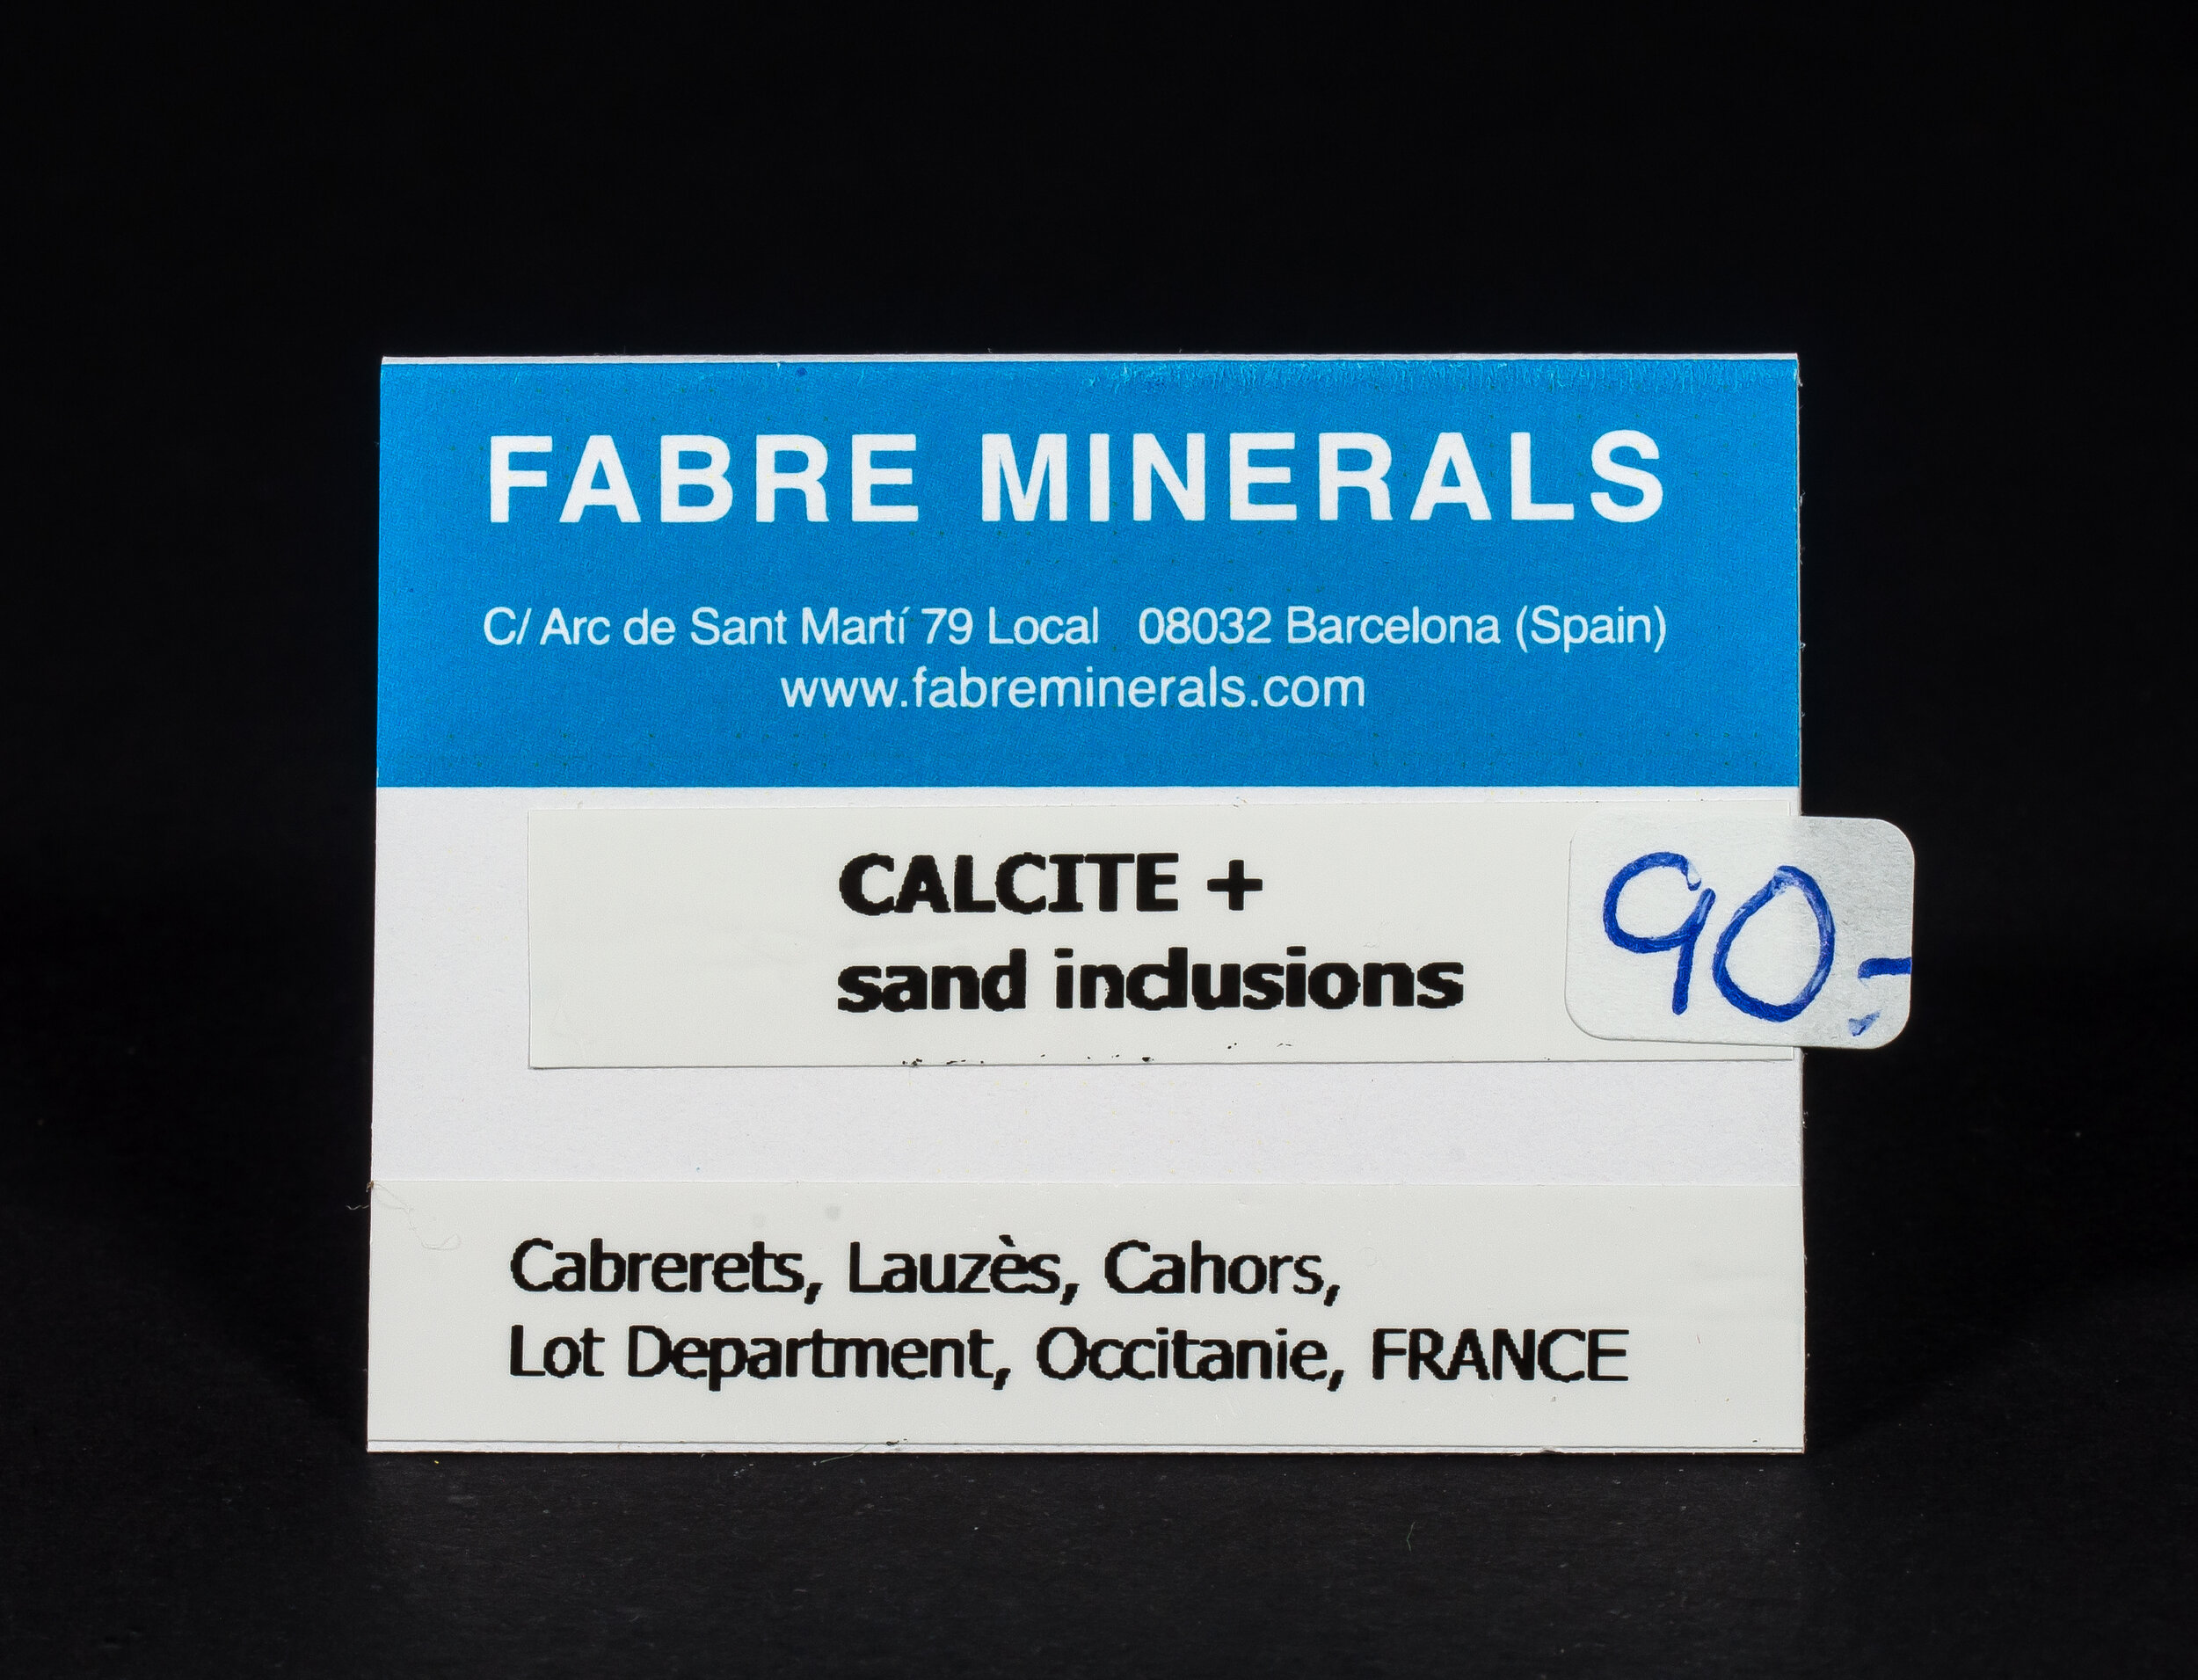 FABRE MINERALS
C/ Arc de Sant Martí 79 Local 08032 Barcelona (Spain)
www.fabreminerals.com
CALCITE +
sand inclusions
90,-
Cabrerets, Lauzès, Cahors,
Lot Department, Occitanie, FRANCE